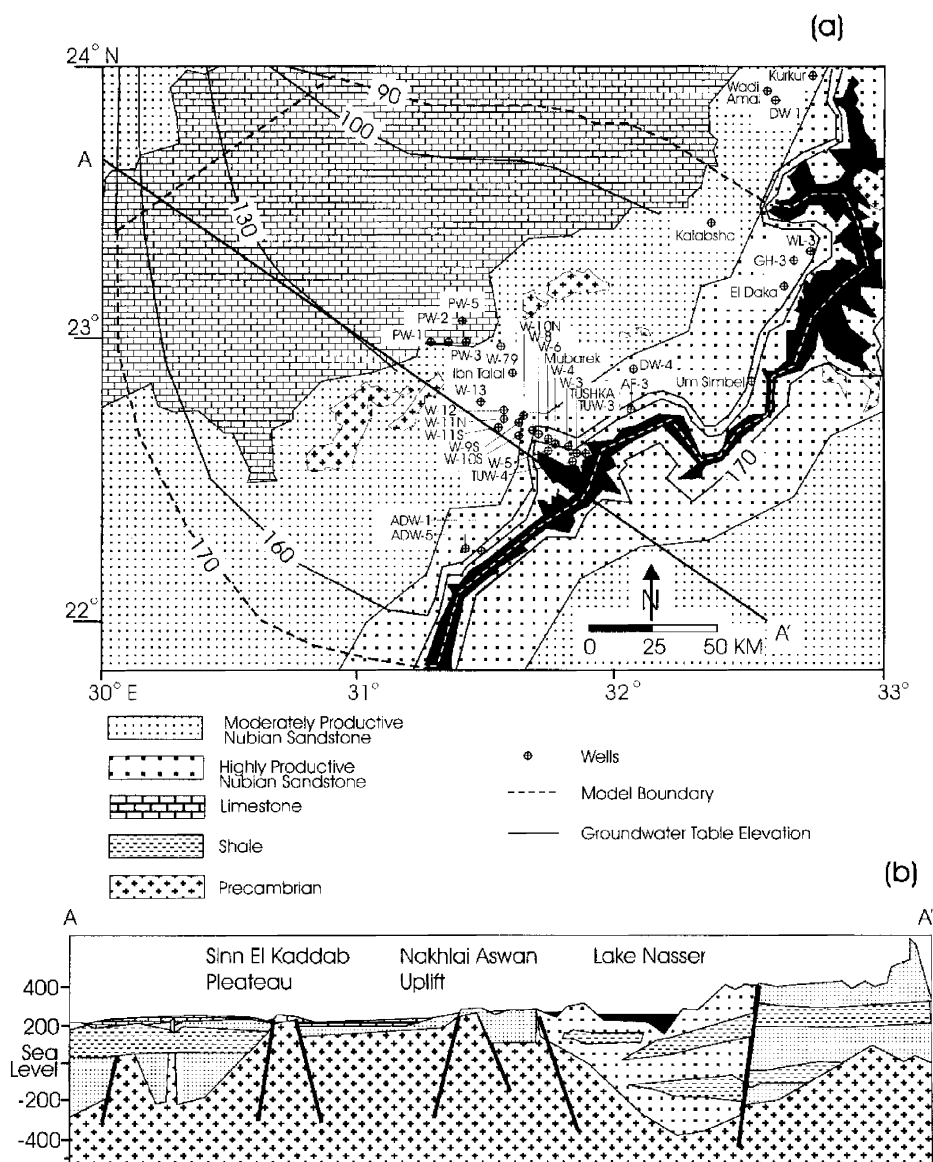 (a)
24° N
A
Kurkur
Wadi
Amal
DW 1
90
100
A
130
Kalabsha
WL-3
GH-3
El Daka
PW-5
PW-2
PW-1
PW-3
W-79
Ibn Talal
W-10N
W-8
W-6
Mubarek
W-4
W-3
TUSHKA
TUW-3
DW-4
AF-3
Um Simbel
23°
W-13
W-12
W-11N
W-11S
W-9S
W-10S
W-5
TUW-4
ADW-1
ADW-5
160
170
170
22°
N
A'
0 25 50 KM
30° E
31°
32°
33°
Moderately Productive
Nubian Sandstone
Highly Productive
Nubian Sandstone
Limestone
Shale
Precambrian
Wells
Model Boundary
Groundwater Table Elevation
(b)
A
A'
Sinn El Kaddab
Pleateau
Nakhlai Aswan
Uplift
Lake Nasser
400
200
Sea
Level
-200
-400